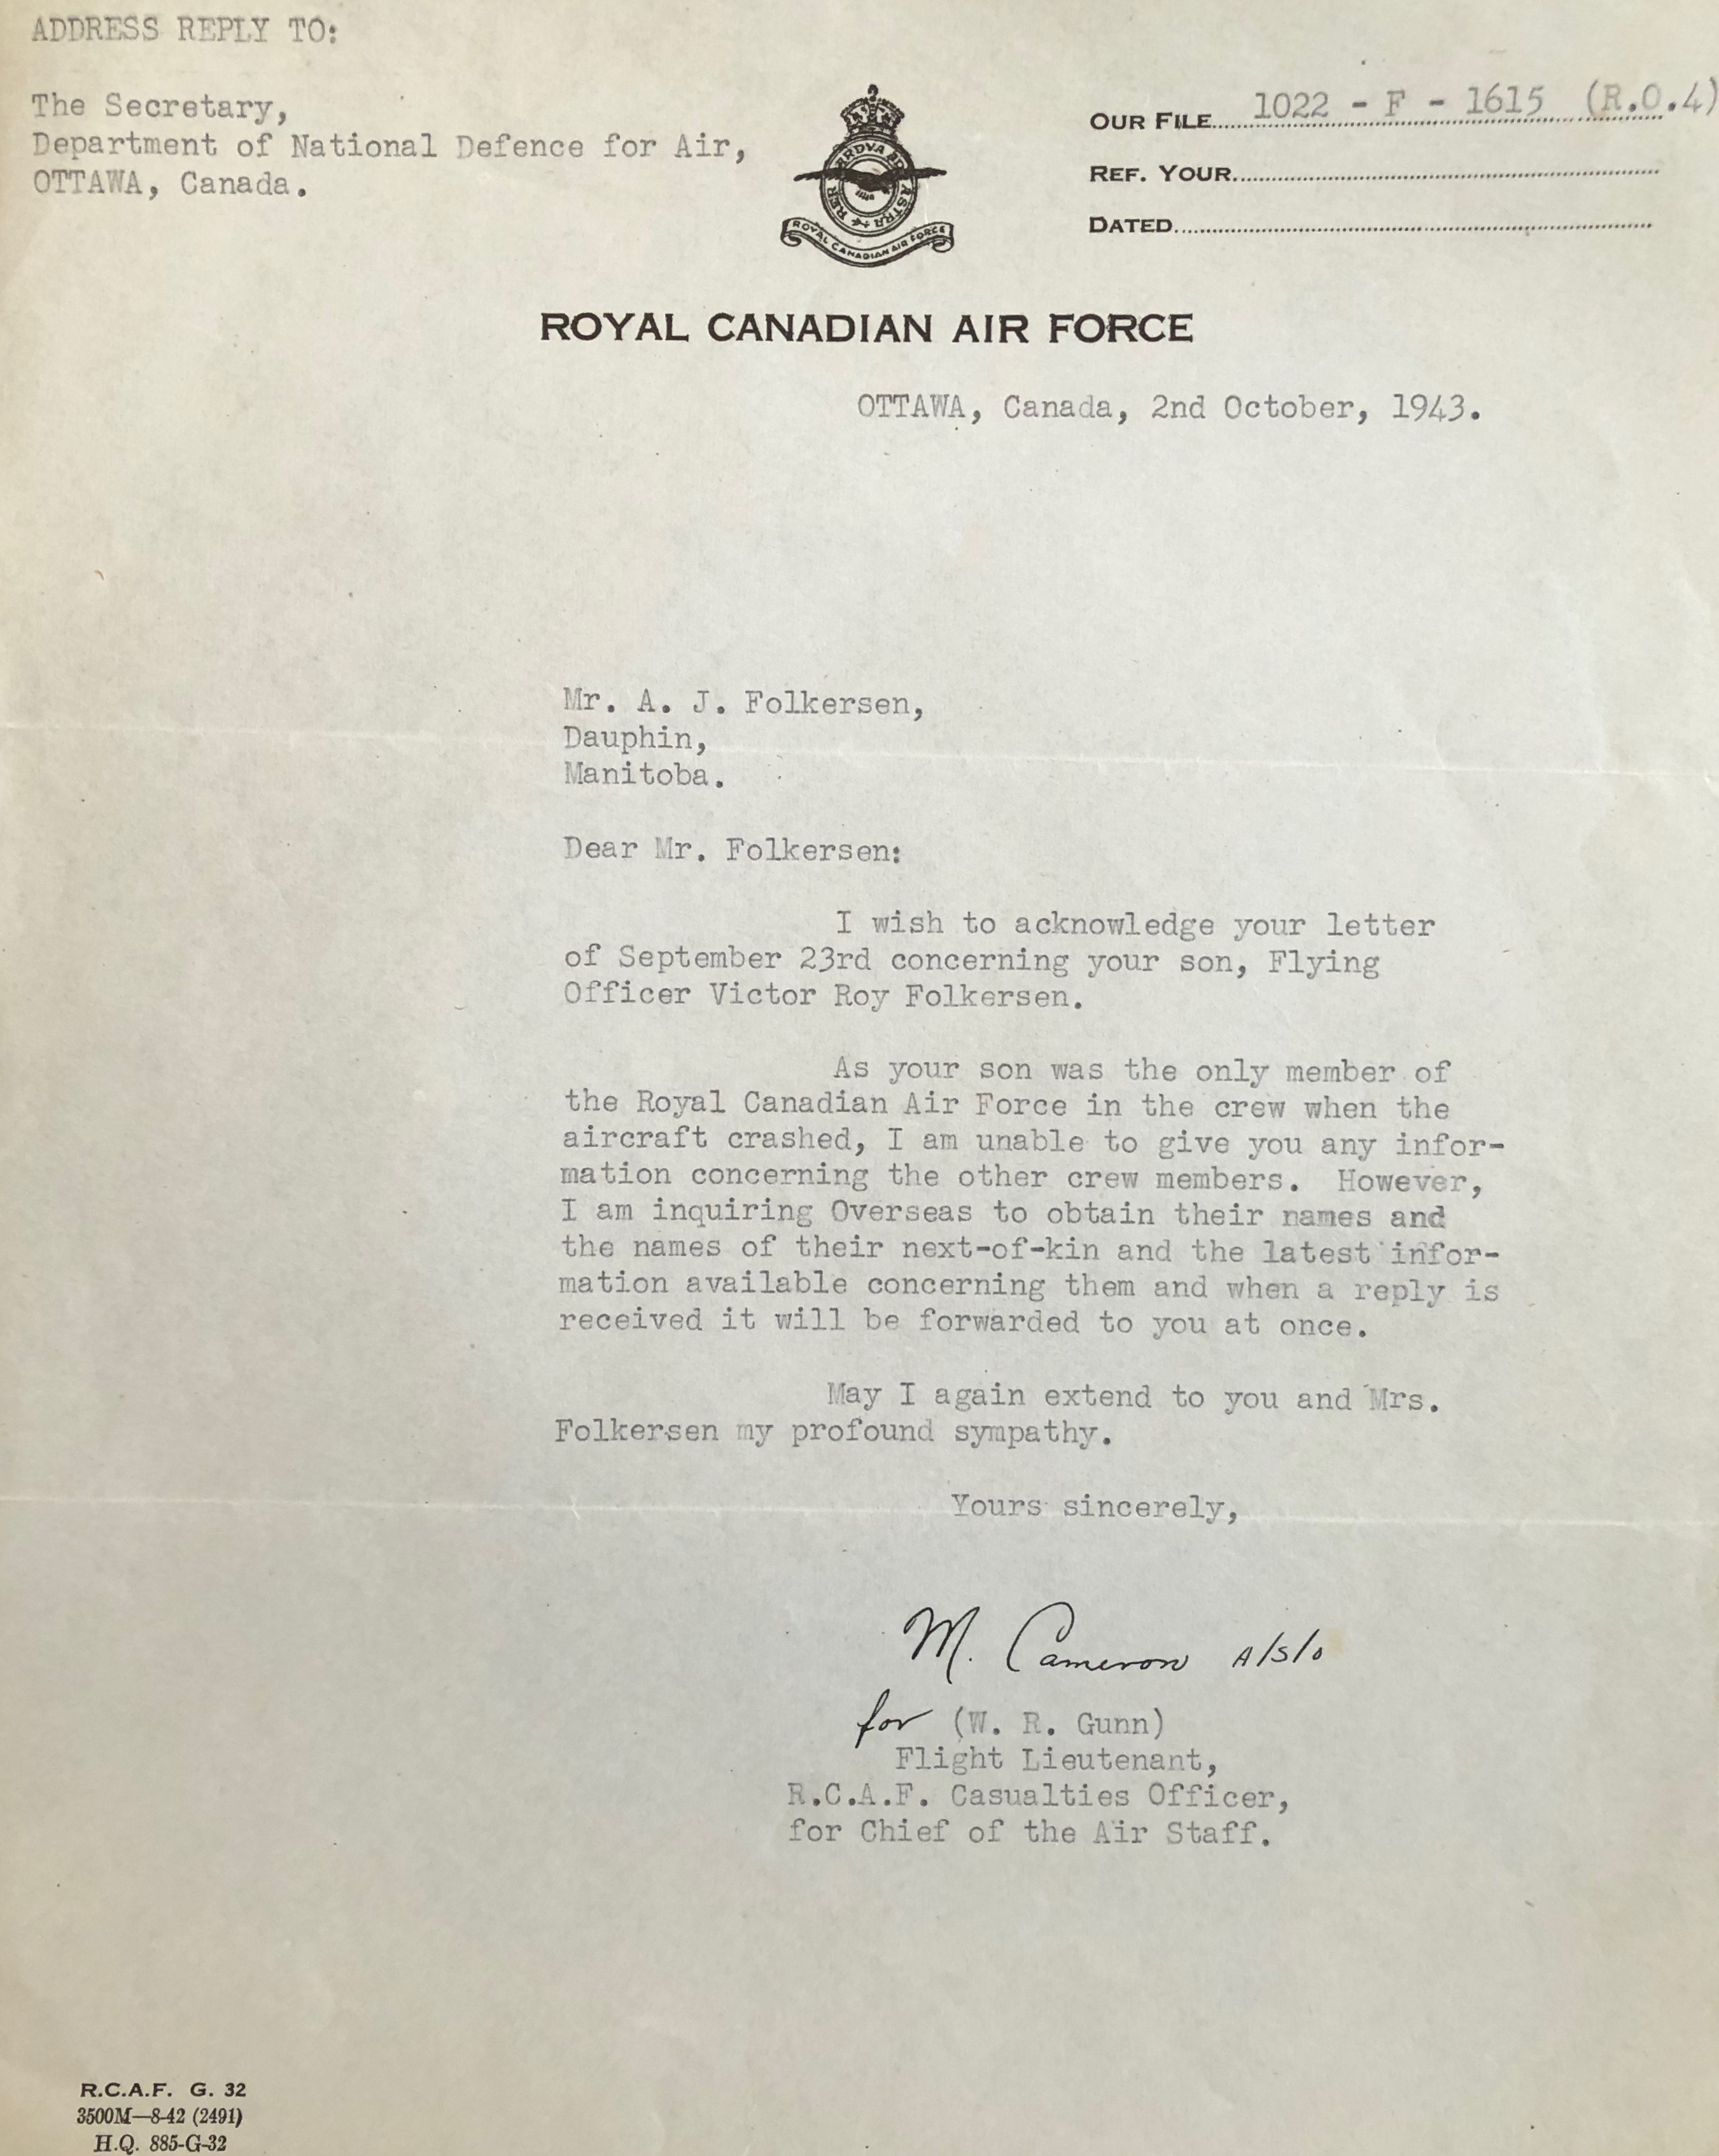 ADDRESS REPLY TO:
The Secretary,
Department of National Defence for Air,
OTTAWA, Canada.
PER ARDVA AD ASTRA
ROYAL CANADIAN AIR FORCE
OUR FILE 1022 - F - 1615 (R.O.4)
REF. YOUR
DATED
ROYAL CANADIAN AIR FORCE
OTTAWA, Canada, 2nd October, 1943.
Mr. A. J. Folkersen,
Dauphin,
Manitoba.
Dear Mr. Folkersen:
I wish to acknowledge your letter
of September 23rd concerning your son, Flying
Officer Victor Roy Folkersen.
As your son was the only member of
the Royal Canadian Air Force in the crew when the
aircraft crashed, I am unable to give you any infor-
mation concerning the other crew members. However,
I am inquiring Overseas to obtain their names and
the names of their next-of-kin and the latest infor-
mation available concerning them and when a reply is
received it will be forwarded to you at once.
May I again extend to you and Mrs.
Folkersen my profound sympathy.
Yours sincerely,
M. Cameron A/S/O
for (W. R. Gunn)
Flight Lieutenant,
R.C.A.F. Casualties Officer,
for Chief of the Air Staff.
R.C.A.F. G. 32
3500M—8-42 (2491)
H.Q. 885-G-32